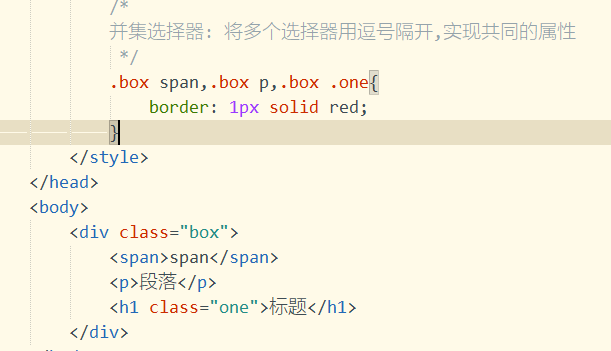 /*
并集选择器: 将多个选择器用逗号隔开,实现共同的属性
*/
.box span,.box p,.box .one{
border: 1px solid red;
}
</style>
</head>
<body>
<div class="box">
<span>span</span>
<p>段落</p>
<h1 class="one">标题</h1>
</div>